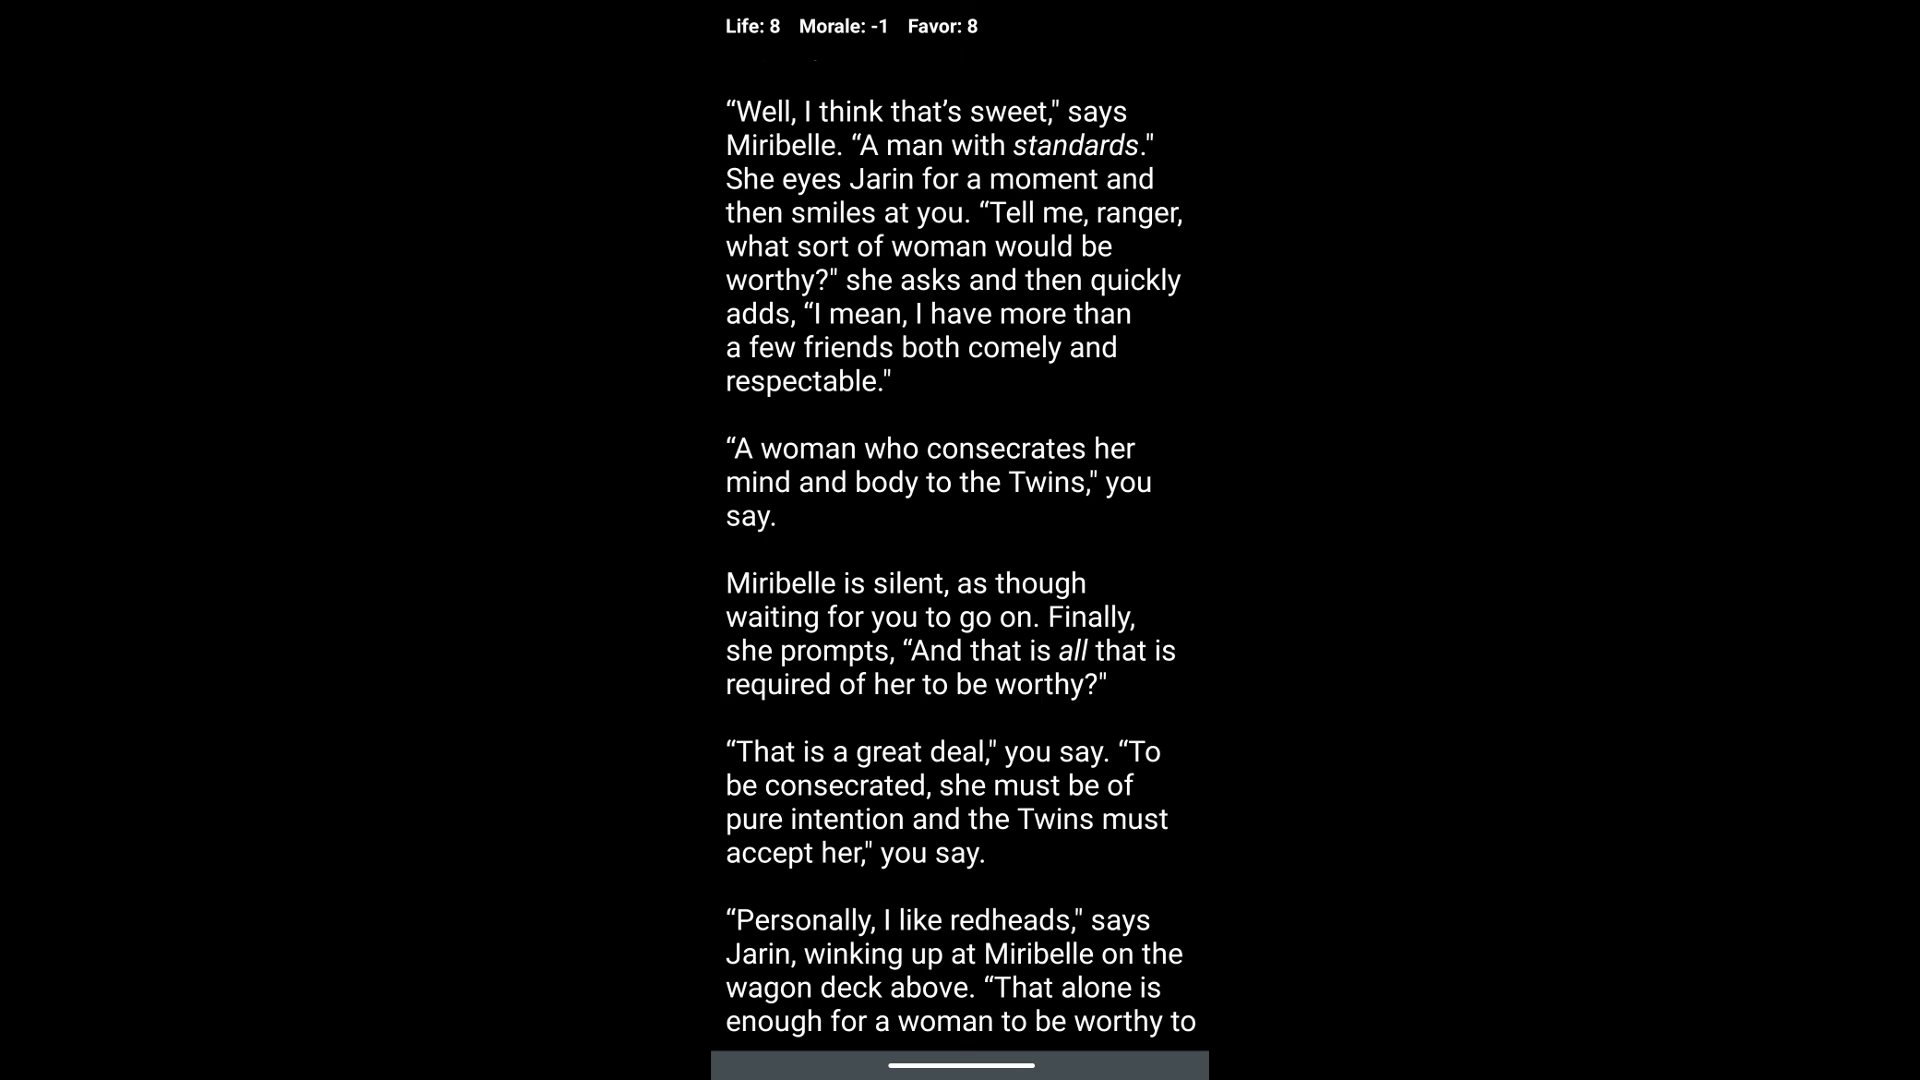 Life: 8 Morale: -1 Favor: 8
“Well, I think that’s sweet," says
Miribelle. “A man with standards."
She eyes Jarin for a moment and
then smiles at you. “Tell me, ranger,
what sort of woman would be
worthy?" she asks and then quickly
adds, “I mean, I have more than
a few friends both comely and
respectable."
“A woman who consecrates her
mind and body to the Twins," you
say.
Miribelle is silent, as though
waiting for you to go on. Finally,
she prompts, “And that is all that is
required of her to be worthy?"
“That is a great deal," you say. “To
be consecrated, she must be of
pure intention and the Twins must
accept her," you say.
“Personally, I like redheads," says
Jarin, winking up at Miribelle on the
wagon deck above. “That alone is
enough for a woman to be worthy to